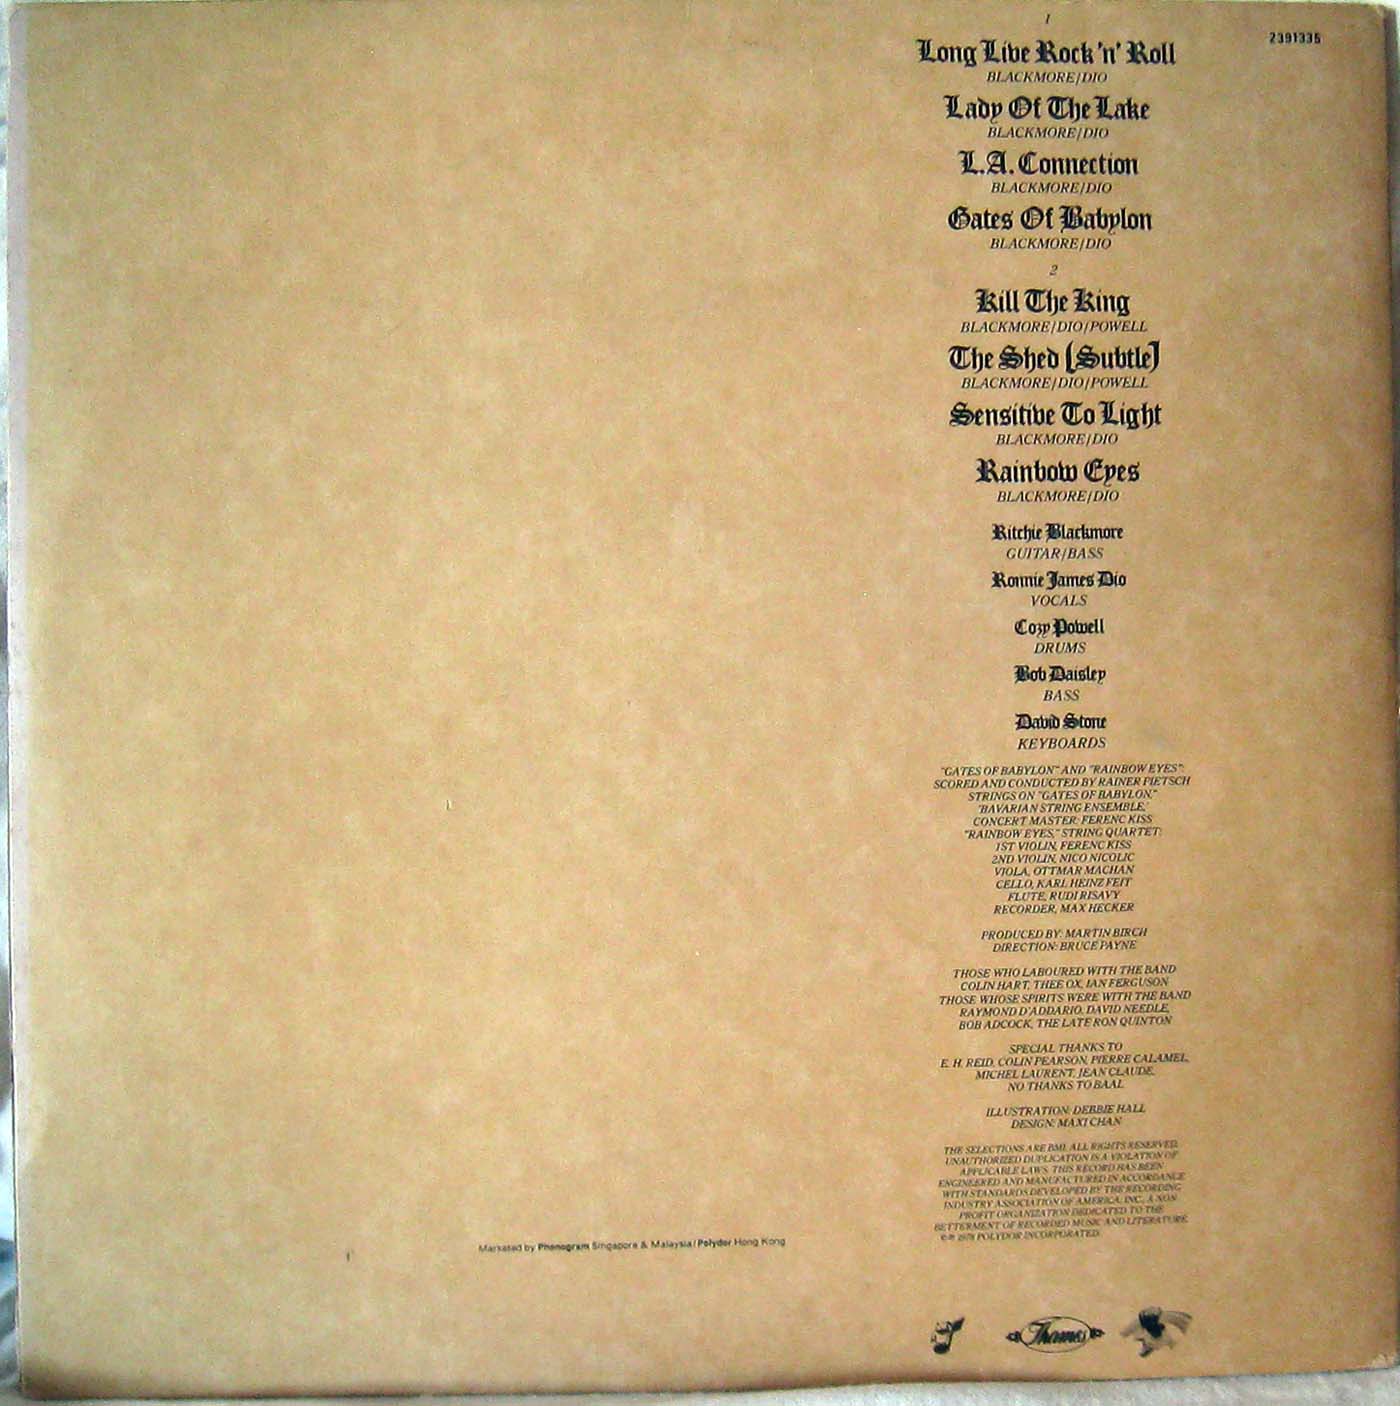 1
2391335
Long Live Rock 'n' Roll
BLACKMORE/DIO
Lady Of The Lake
BLACKMORE/DIO
L.A. Connection
BLACKMORE/DIO
Gates Of Babylon
BLACKMORE/DIO
2
Kill The King
BLACKMORE/DIO/POWELL
The Shed (Subtle)
BLACKMORE/DIO/POWELL
Sensitive To Light
BLACKMORE/DIO
Rainbow Eyes
BLACKMORE/DIO
Ritchie Blackmore
GUITAR/BASS
Ronnie James Dio
VOCALS
Cozy Powell
DRUMS
Bob Daisley
BASS
David Stone
KEYBOARDS
"GATES OF BABYLON" AND "RAINBOW EYES"
SCORED AND CONDUCTED BY RAINER PIETSCH
STRINGS ON "GATES OF BABYLON,"
'BAVARIAN STRING ENSEMBLE,'
CONCERT MASTER: FERENC KISS
"RAINBOW EYES," STRING QUARTET:
1ST VIOLIN, FERENC KISS
2ND VIOLIN, NICO NICOLIC
VIOLA, OTTMAR MACHAN
CELLO, KARL HEINZ FEIT
FLUTE, RUDI RISAVY
RECORDER, MAX HECKER
PRODUCED BY: MARTIN BIRCH
DIRECTION: BRUCE PAYNE
THOSE WHO LABOURED WITH THE BAND
COLIN HART, THEE OX, IAN FERGUSON
THOSE WHOSE SPIRITS WERE WITH THE BAND
RAYMOND D'ADDARIO, DAVID NEEDLE,
BOB ADCOCK, THE LATE RON QUINTON
SPECIAL THANKS TO
E. H. REID, COLIN PEARSON, PIERRE CALAMEL,
MICHEL LAURENT, JEAN CLAUDE,
NO THANKS TO BAAL
ILLUSTRATION: DEBBIE HALL
DESIGN: MAXI CHAN
THE SELECTIONS ARE BMI. ALL RIGHTS RESERVED.
UNAUTHORIZED DUPLICATION IS A VIOLATION OF
APPLICABLE LAWS. THIS RECORD HAS BEEN
ENGINEERED AND MANUFACTURED IN ACCORDANCE
WITH STANDARDS DEVELOPED BY THE RECORDING
INDUSTRY ASSOCIATION OF AMERICA, INC., A NON
PROFIT ORGANIZATION DEDICATED TO THE
BETTERMENT OF RECORDED MUSIC AND LITERATURE.
© ℗ 1978 POLYDOR INCORPORATED.
Marketed by Phonogram Singapore & Malaysia/Polydor Hong Kong
Thames